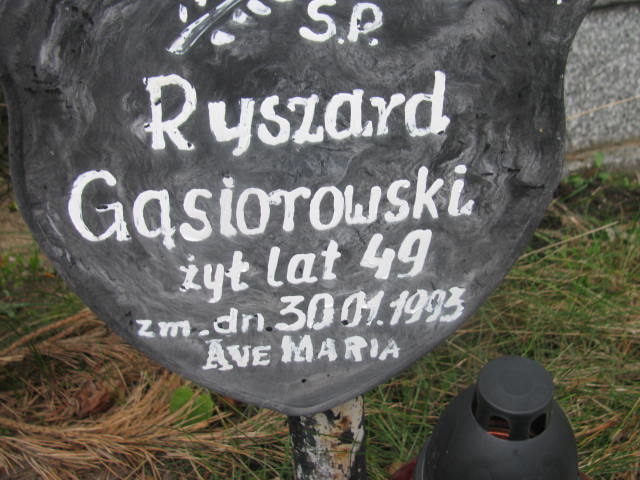 Ś.P.
Ryszard
Gąsiorowski
żył lat 49
zm. dn. 30.01.1993
AVE MARIA